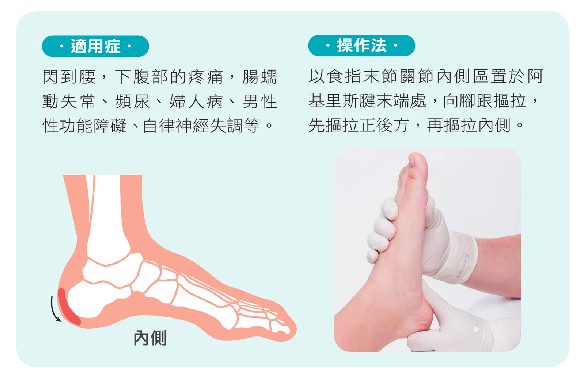 ·適用症·
閃到腰，下腹部的疼痛，腸蠕
動失常、頻尿、婦人病、男性
性功能障礙、自律神經失調等。
·操作法·
以食指末節關節內側區置於阿
基里斯腱末端處，向腳跟摳拉，
先摳拉正後方，再摳拉內側。
內側